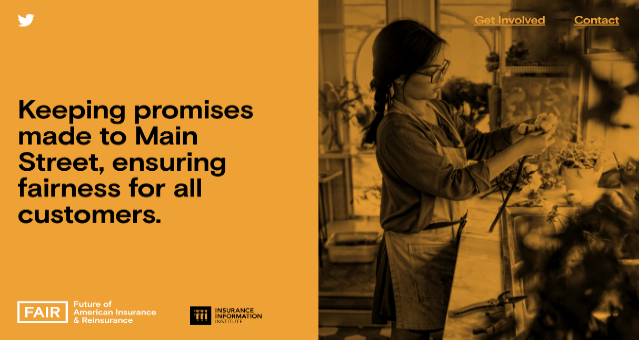 Get Involved
Contact
Keeping promises
made to Main
Street, ensuring
fairness for all
customers.
FAIR
Future of
American Insurance
& Reinsurance
INSURANCE
INFORMATION
INSTITUTE